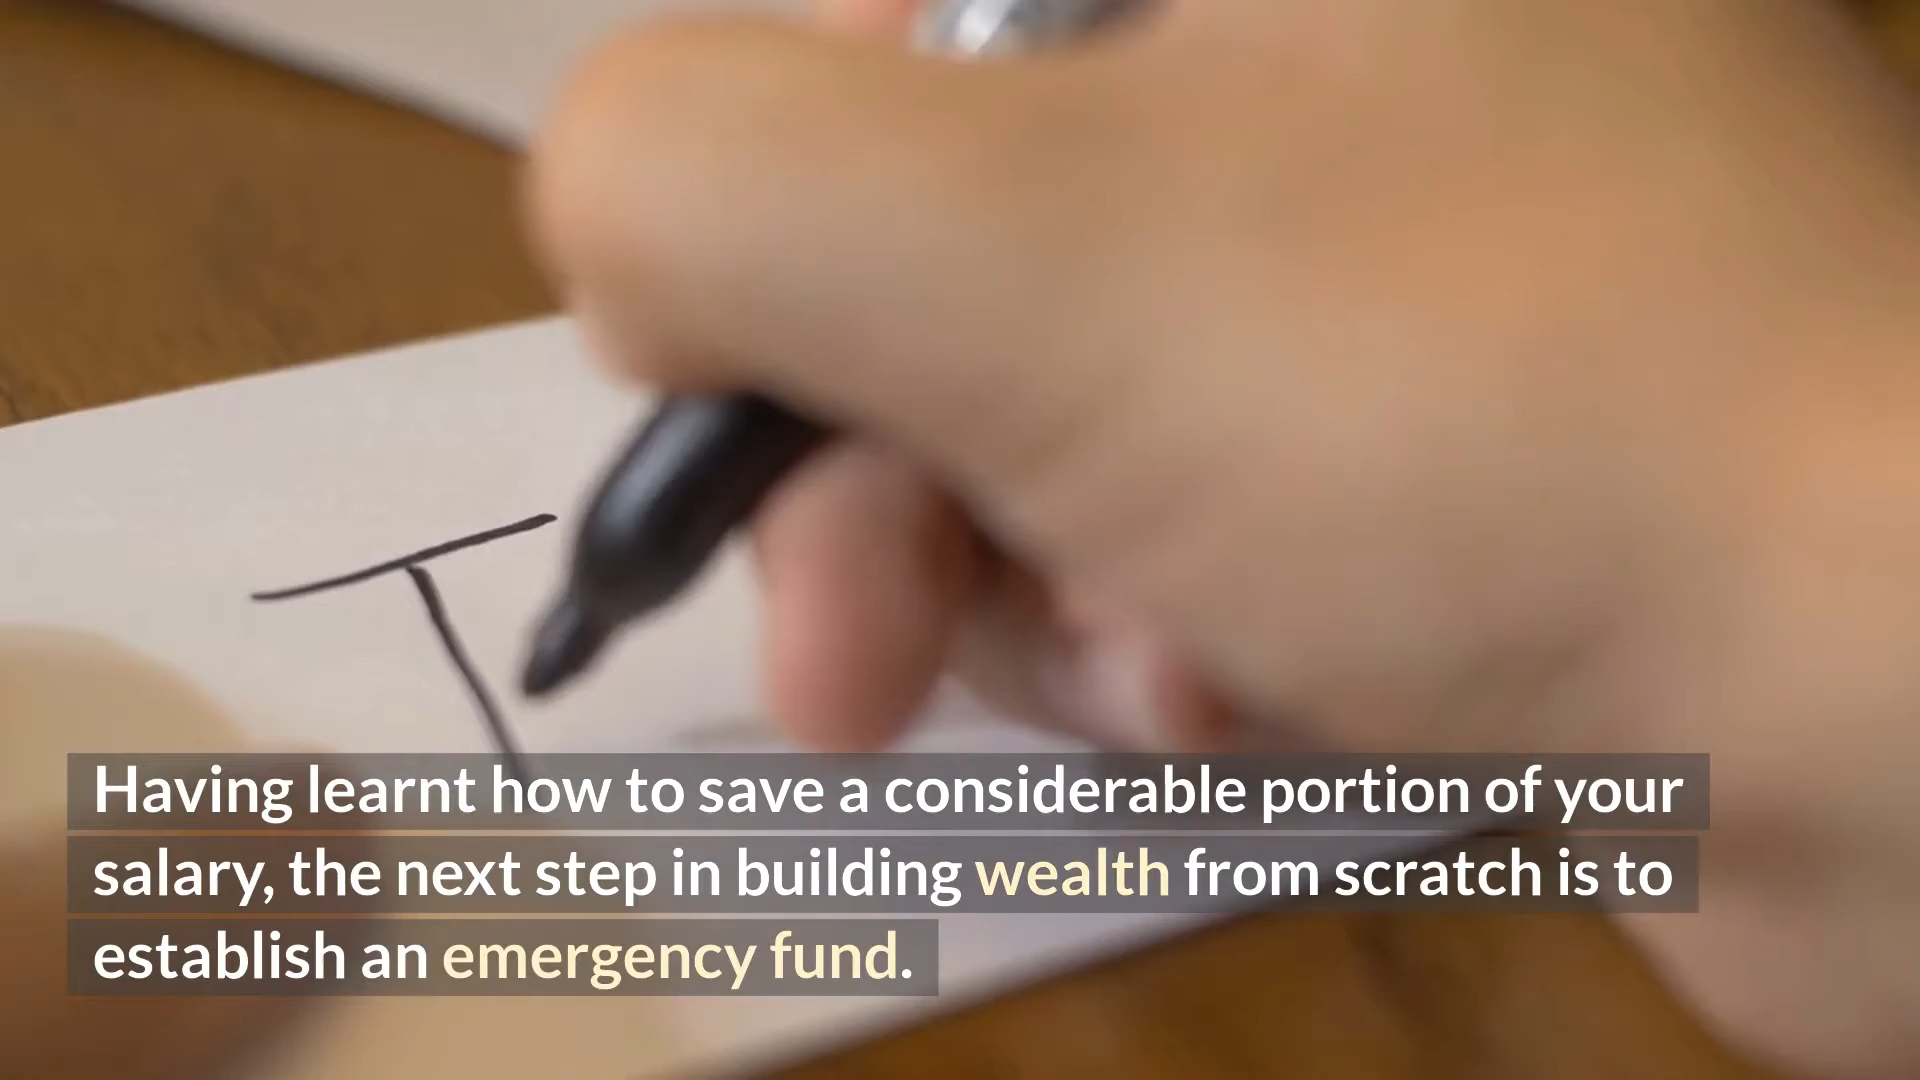 T
Having learnt how to save a considerable portion of your
salary, the next step in building wealth from scratch is to
establish an emergency fund.